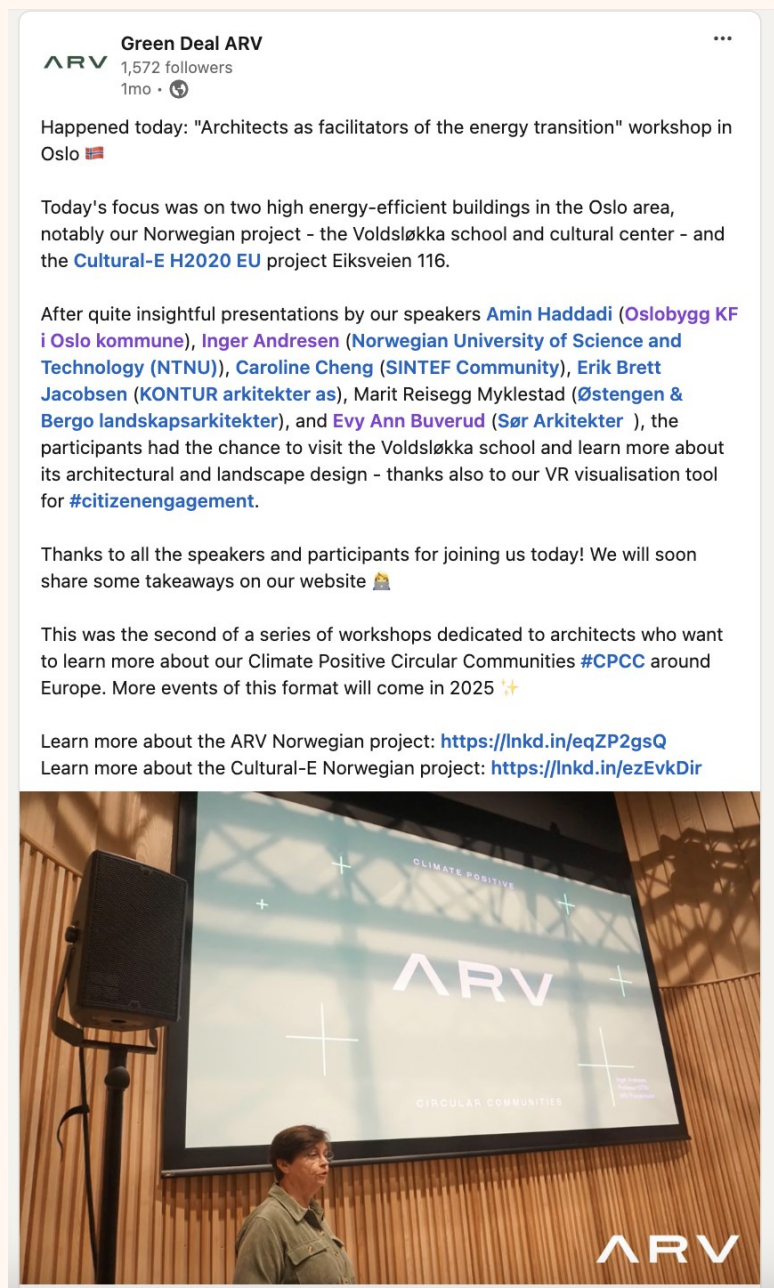 ARV
Green Deal ARV
1,572 followers
1mo •
Happened today: "Architects as facilitators of the energy transition" workshop in
Oslo 🇳🇴
Today's focus was on two high energy-efficient buildings in the Oslo area,
notably our Norwegian project - the Voldsløkka school and cultural center - and
the Cultural-E H2020 EU project Eiksveien 116.
After quite insightful presentations by our speakers Amin Haddadi (Oslobygg KF
i Oslo kommune), Inger Andresen (Norwegian University of Science and
Technology (NTNU)), Caroline Cheng (SINTEF Community), Erik Brett
Jacobsen (KONTUR arkitekter as), Marit Reisegg Myklestad (Østengen &
Bergo landskapsarkitekter), and Evy Ann Buverud (Sør Arkitekter ), the
participants had the chance to visit the Voldsløkka school and learn more about
its architectural and landscape design - thanks also to our VR visualisation tool
for #citizenengagement.
Thanks to all the speakers and participants for joining us today! We will soon
share some takeaways on our website 👩‍💻
This was the second of a series of workshops dedicated to architects who want
to learn more about our Climate Positive Circular Communities #CPCC around
Europe. More events of this format will come in 2025 ✨
Learn more about the ARV Norwegian project: https://lnkd.in/eqZP2gsQ
Learn more about the Cultural-E Norwegian project: https://lnkd.in/ezEvkDir
CLIMATE POSITIVE
ARV
CIRCULAR COMMUNITIES
ARV